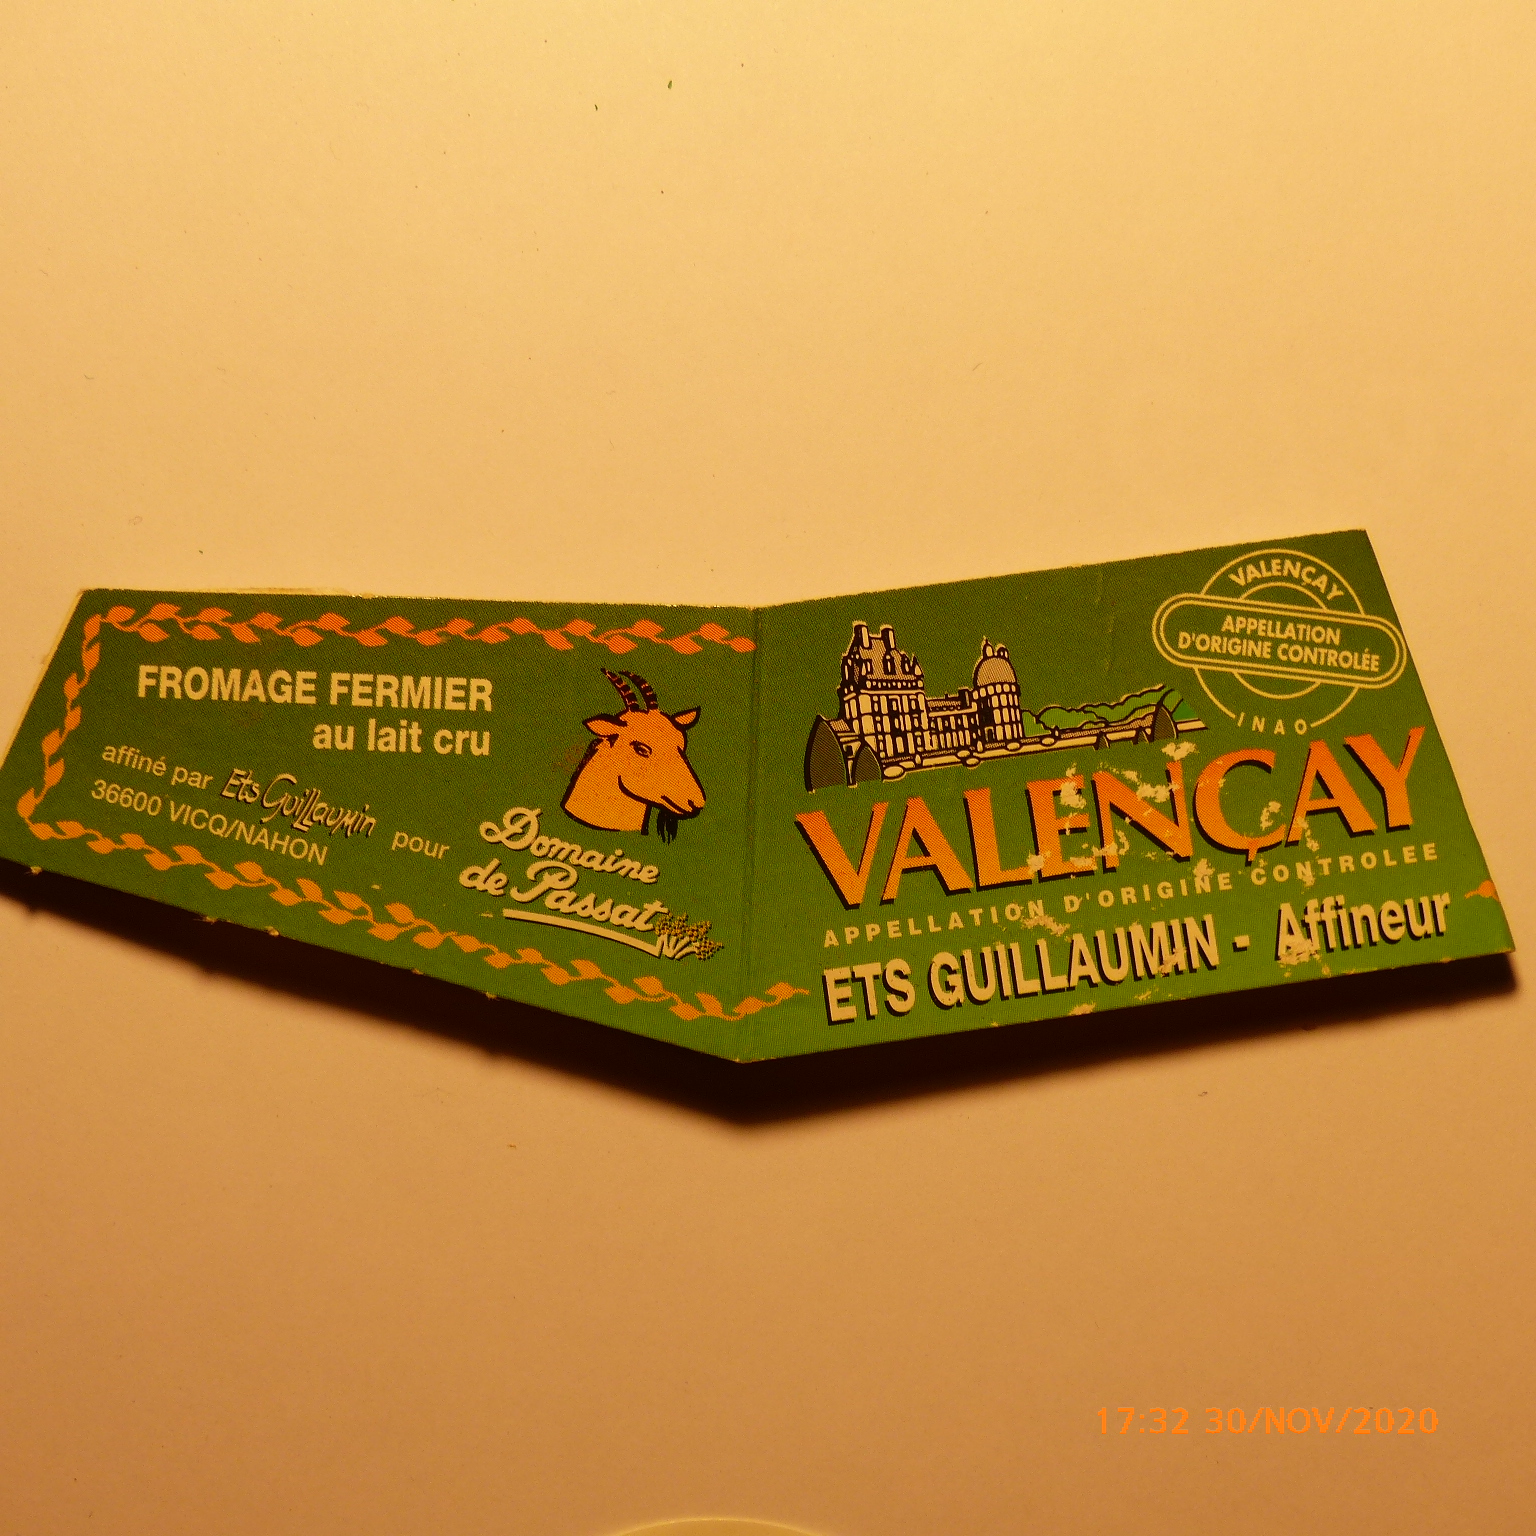 FROMAGE FERMIER
au lait cru
affiné par Ets Guillaumin
36600 VICQ/NAHON
pour
Domaine
de Passat
VALENÇAY
APPELLATION
D'ORIGINE CONTROLÉE
INAO
VALENÇAY
APPELLATION D'ORIGINE CONTROLEE
ETS GUILLAUMIN - Affineur
17:32 30/NOV/2020